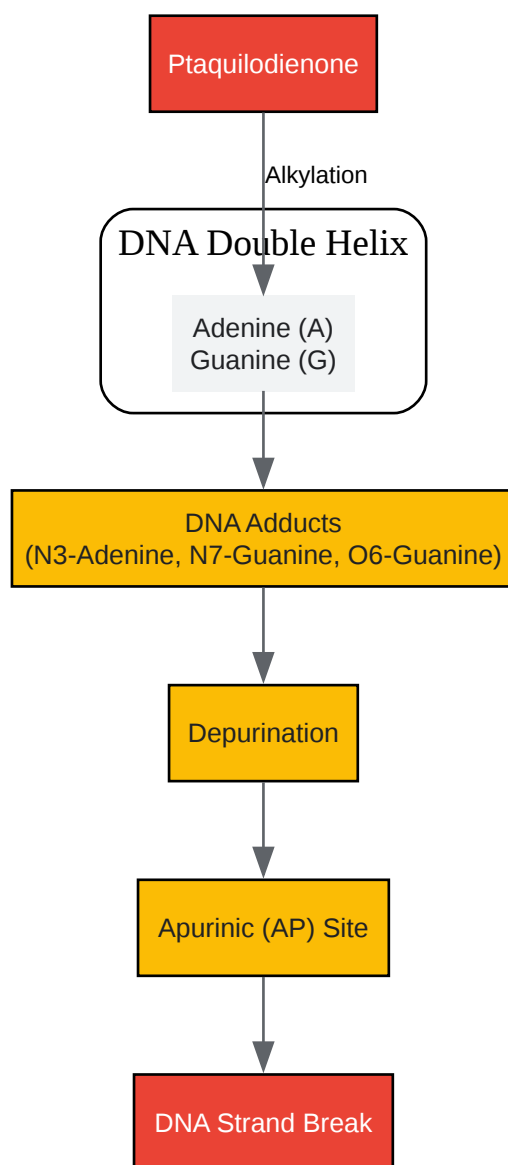 Ptaquilodienone
Alkylation
DNA Double Helix
Adenine (A)
Guanine (G)
DNA Adducts
(N3-Adenine, N7-Guanine, O6-Guanine)
Depurination
Apurinic (AP) Site
DNA Strand Break